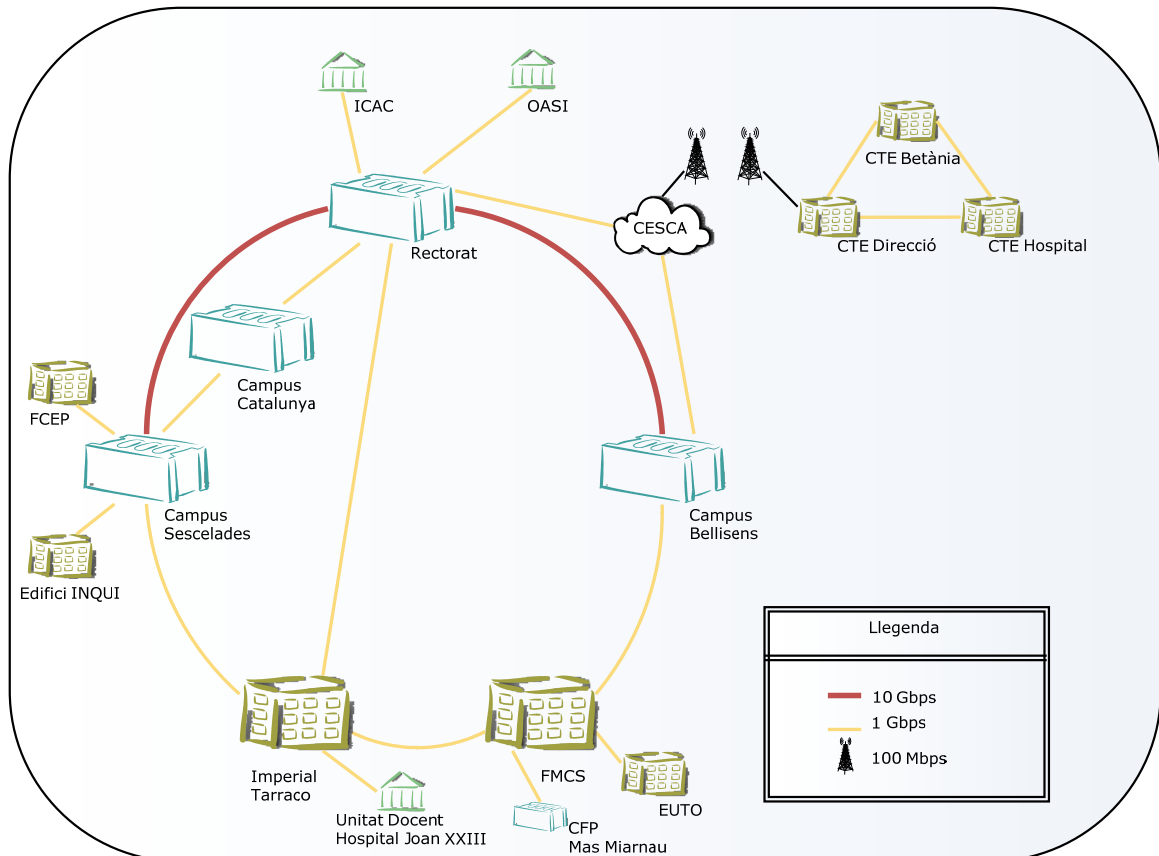 ICAC
OASI
CTE Betània
CESCA
CTE Direcció
CTE Hospital
Rectorat
Campus
Catalunya
FCEP
Campus
Sescelades
Campus
Bellisens
Edifici INQUI
Llegenda
10 Gbps
1 Gbps
100 Mbps
Imperial
Tarraco
FMCS
EUTO
Unitat Docent
Hospital Joan XXIII
CFP
Mas Miarnau